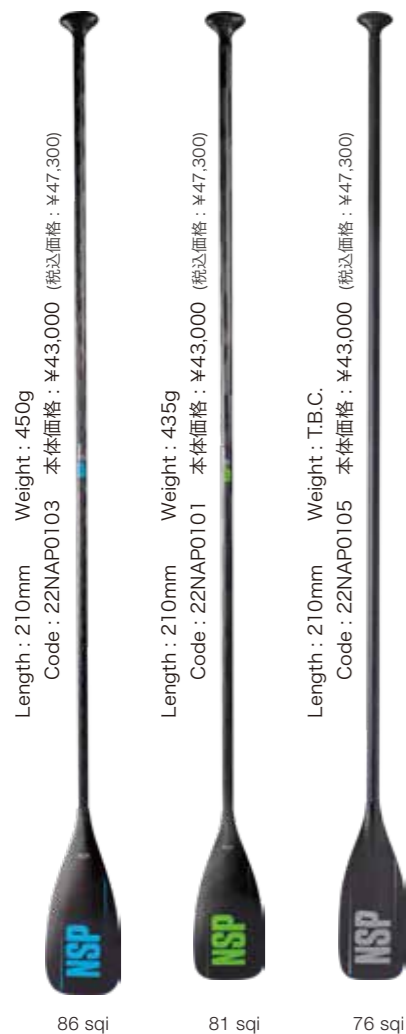 Length : 210mm Weight : 450g
Code : 22NAP0103 本体価格 : ¥43,000 (税込価格 : ¥47,300)
NSP
86 sqi
Length : 210mm Weight : 435g
Code : 22NAP0101 本体価格 : ¥43,000 (税込価格 : ¥47,300)
NSP
81 sqi
Length : 210mm Weight : T.B.C.
Code : 22NAP0105 本体価格 : ¥43,000 (税込価格 : ¥47,300)
NSP
76 sqi